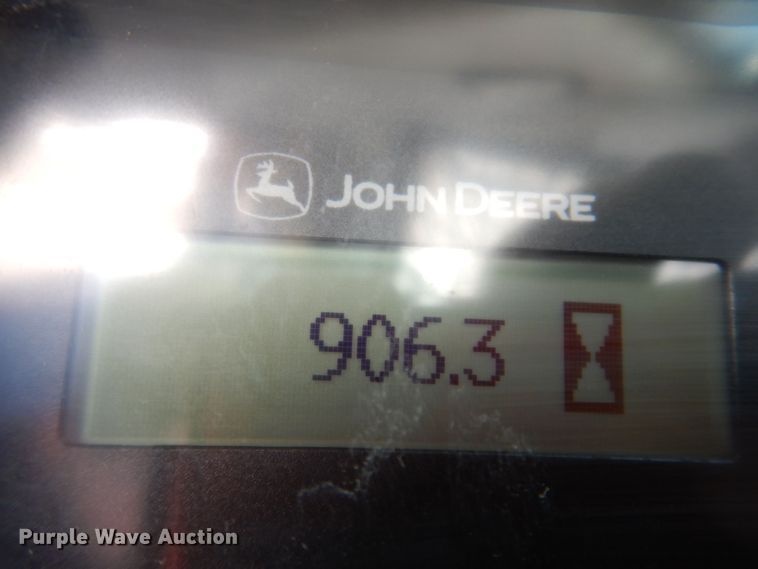 JOHN DEERE
906.3
Purple Wave Auction